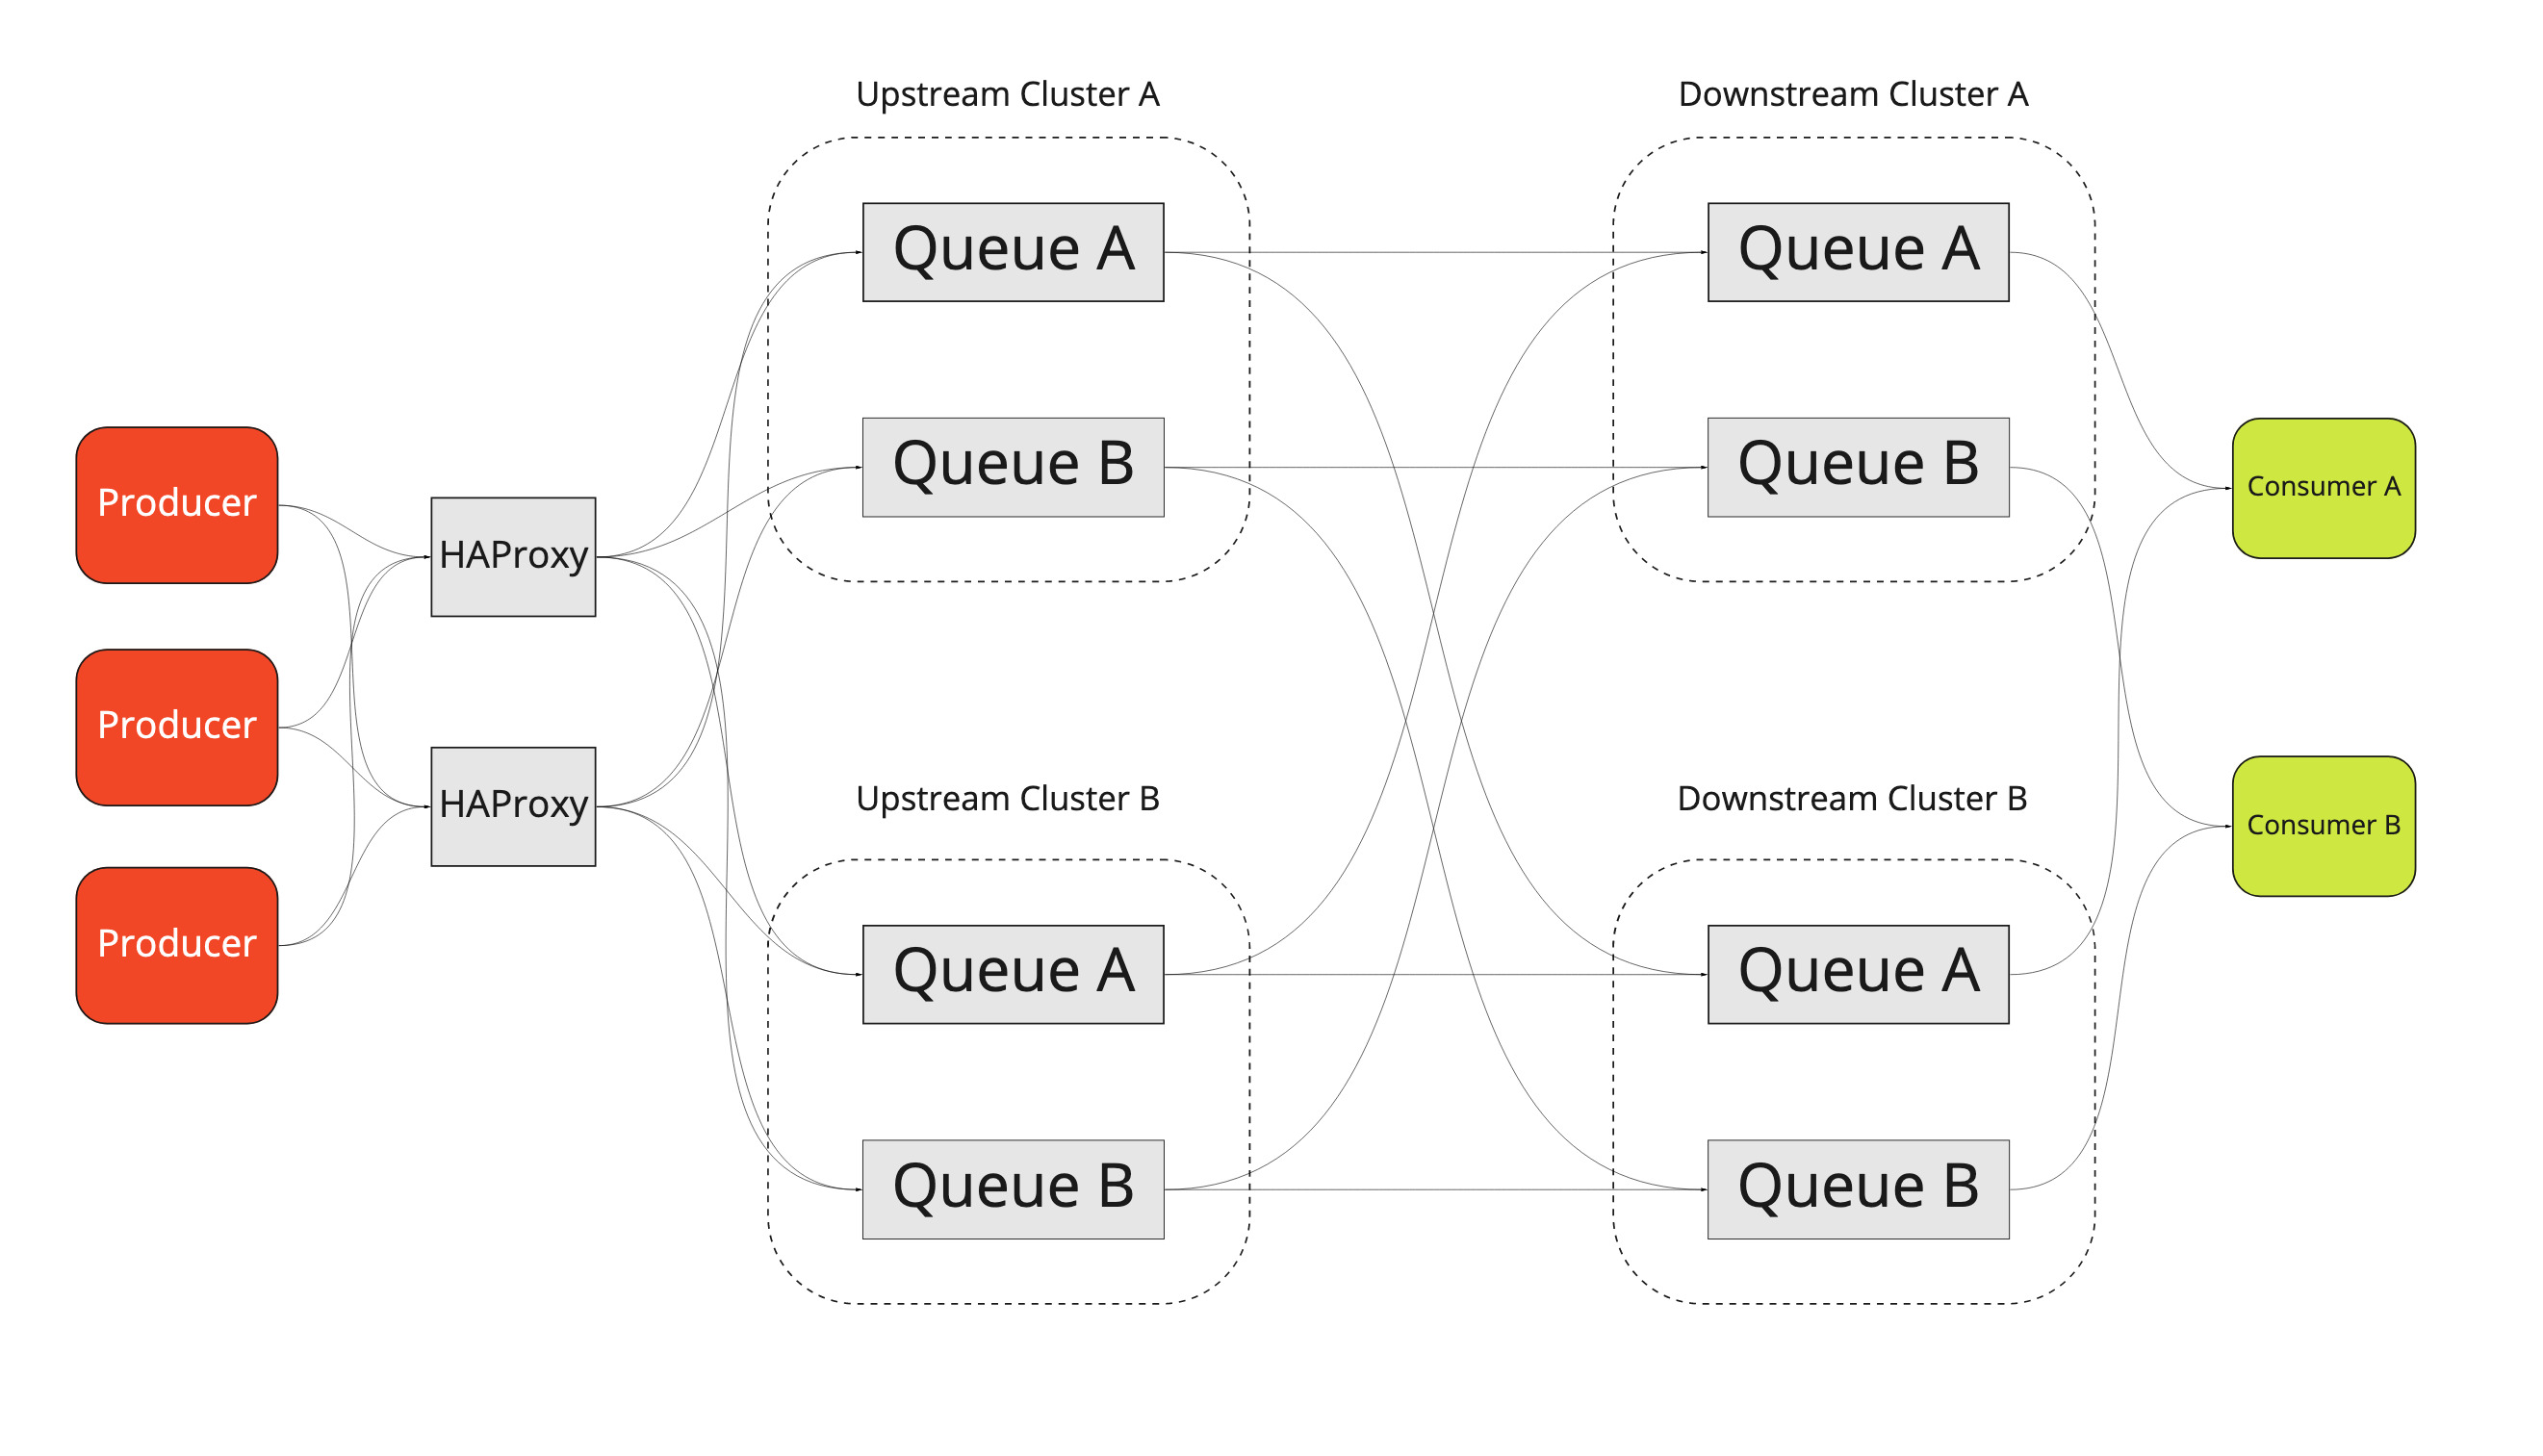 Upstream Cluster A
Downstream Cluster A
Queue A
Queue A
Queue B
Queue B
Producer
HAProxy
Consumer A
Producer
HAProxy
Upstream Cluster B
Downstream Cluster B
Consumer B
Producer
Queue A
Queue A
Queue B
Queue B